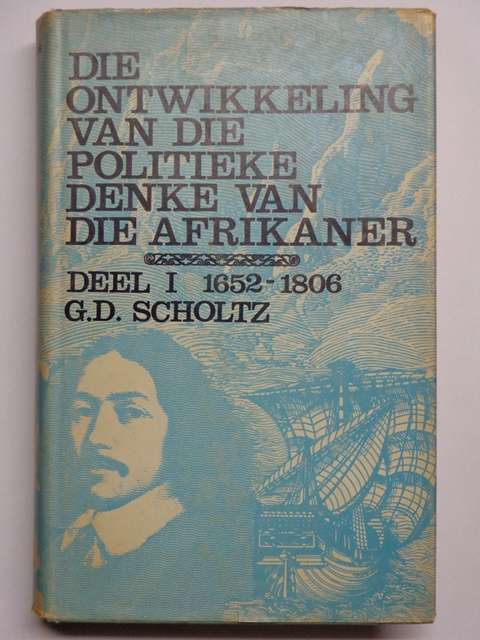 DIE
ONTWIKKELING
VAN DIE
POLITIEKE
DENKE VAN
DIE AFRIKANER
DEEL I 1652-1806
G.D. SCHOLTZ